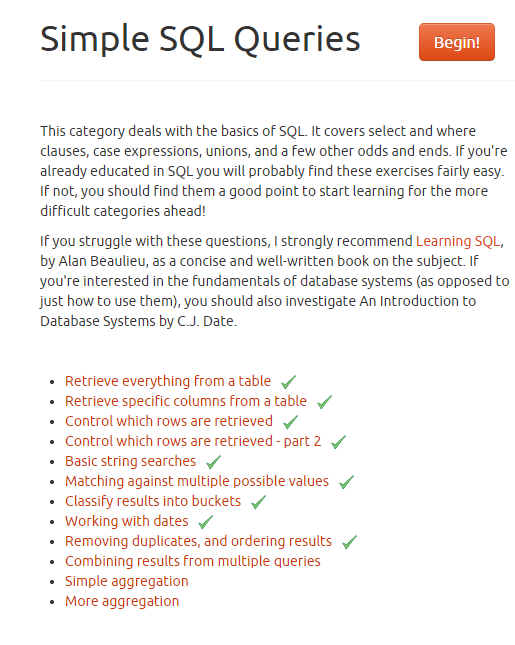 Simple SQL Queries
Begin!
This category deals with the basics of SQL. It covers select and where
clauses, case expressions, unions, and a few other odds and ends. If you're
already educated in SQL you will probably find these exercises fairly easy.
If not, you should find them a good point to start learning for the more
difficult categories ahead!
If you struggle with these questions, I strongly recommend Learning SQL,
by Alan Beaulieu, as a concise and well-written book on the subject. If
you're interested in the fundamentals of database systems (as opposed to
just how to use them), you should also investigate An Introduction to
Database Systems by C.J. Date.
• Retrieve everything from a table
• Retrieve specific columns from a table
• Control which rows are retrieved
• Control which rows are retrieved - part 2
• Basic string searches
• Matching against multiple possible values
• Classify results into buckets
• Working with dates
• Removing duplicates, and ordering results
• Combining results from multiple queries
• Simple aggregation
• More aggregation